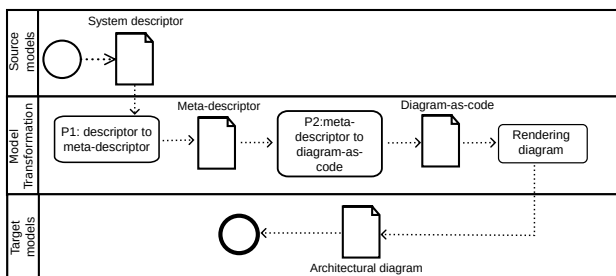 System descriptor
Source
models
Meta-descriptor
Diagram-as-code
P1: descriptor to
meta-descriptor
P2:meta-
descriptor to
diagram-as-
code
Rendering
diagram
Model
Transformation
Target
models
Architectural diagram